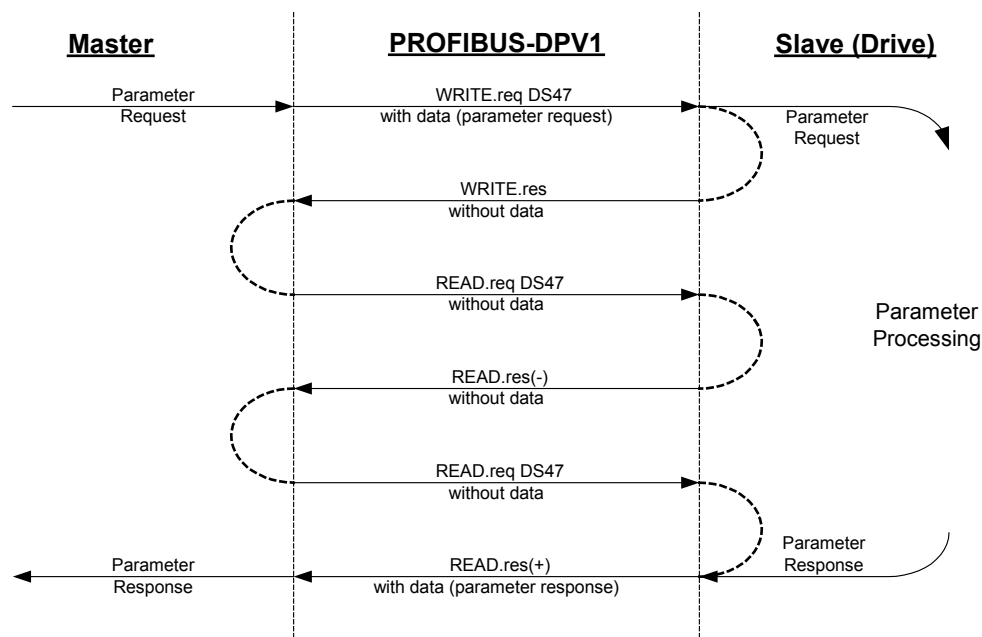 Master
PROFIBUS-DPV1
Slave (Drive)
Parameter
Request
WRITE.req DS47
with data (parameter request)
Parameter
Request
WRITE.res
without data
READ.req DS47
without data
Parameter
Processing
READ.res(-)
without data
READ.req DS47
without data
Parameter
Response
Parameter
Response
READ.res(+)
with data (parameter response)